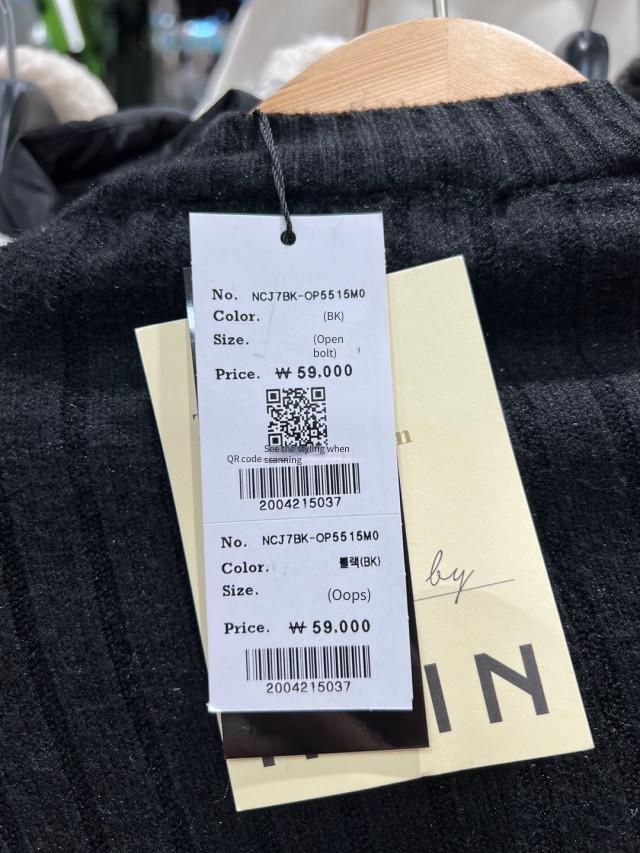 No. NCJ7BK-OP5515M0
Color. (BK)
Size. (Open
bolt)
Price. ₩ 59.000
See the styling when
QR code scanning
2004215037
No. NCJ7BK-OP5515M0
Color. 블랙(BK)
Size. (Oops)
Price. ₩ 59.000
2004215037
n
by
IN